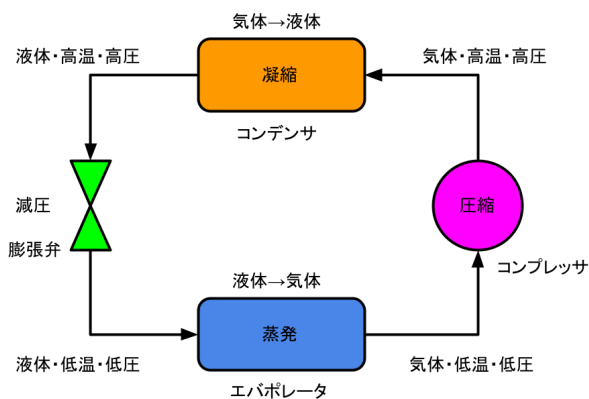 気体→液体
液体・高温・高圧
凝縮
気体・高温・高圧
コンデンサ
減圧
圧縮
膨張弁
コンプレッサ
液体→気体
蒸発
液体・低温・低圧
気体・低温・低圧
エバポレータ